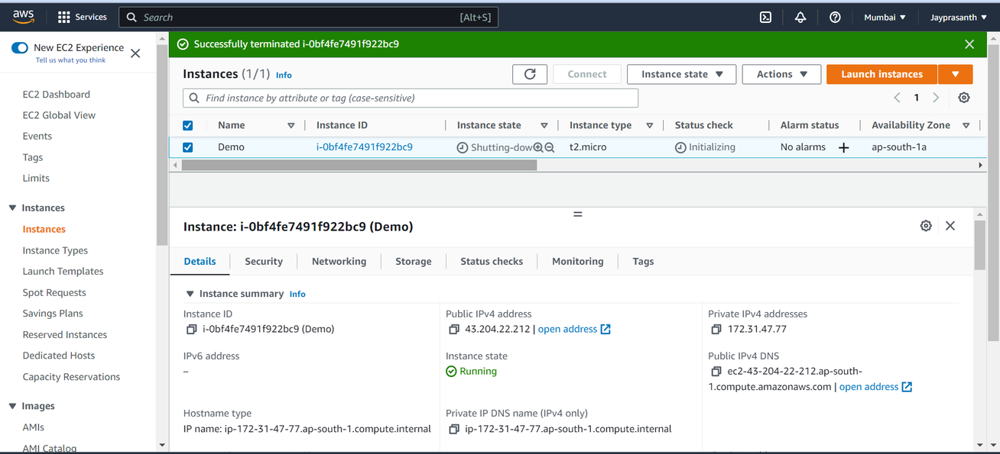 aws Services Search [Alt+S] Mumbai Jayprasanth
New EC2 Experience
Tell us what you think
EC2 Dashboard
EC2 Global View
Events
Tags
Limits
Instances
Instances
Instance Types
Launch Templates
Spot Requests
Savings Plans
Reserved Instances
Dedicated Hosts
Capacity Reservations
Images
AMIs
AMI Catalog
Successfully terminated i-0bf4fe7491f922bc9
Instances (1/1) Info Connect Instance state Actions Launch instances
Find instance by attribute or tag (case-sensitive) 1
Name Instance ID Instance state Instance type Status check Alarm status Availability Zone
Demo i-0bf4fe7491f922bc9 Shutting-dow t2.micro Initializing No alarms + ap-south-1a
Instance: i-0bf4fe7491f922bc9 (Demo)
Details Security Networking Storage Status checks Monitoring Tags
Instance summary Info
Instance ID
i-0bf4fe7491f922bc9 (Demo)
Public IPv4 address
43.204.22.212 | open address
Private IPv4 addresses
172.31.47.77
IPv6 address
–
Instance state
Running
Public IPv4 DNS
ec2-43-204-22-212.ap-south-
1.compute.amazonaws.com | open address
Hostname type
IP name: ip-172-31-47-77.ap-south-1.compute.internal
Private IP DNS name (IPv4 only)
ip-172-31-47-77.ap-south-1.compute.internal